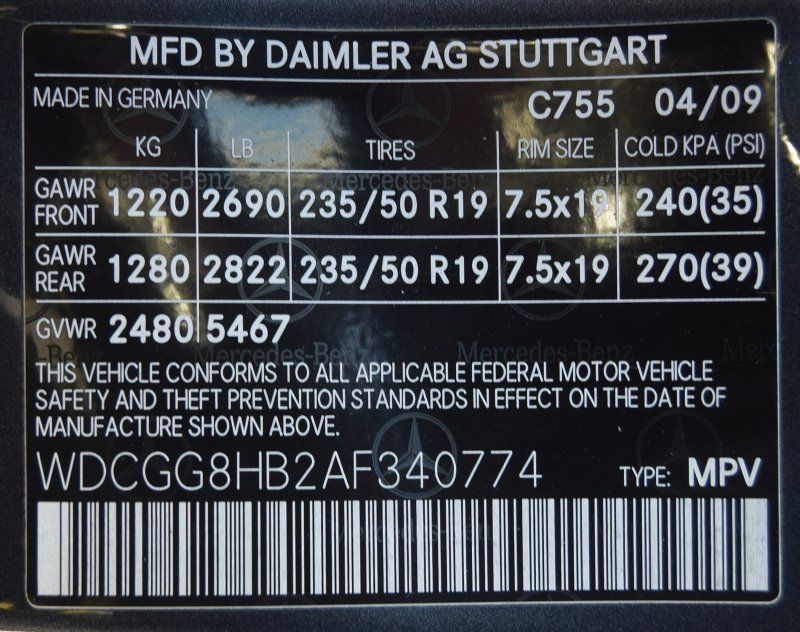 MFD BY DAIMLER AG STUTTGART
MADE IN GERMANY C755 04/09
KG LB TIRES RIM SIZE COLD KPA (PSI)
GAWR FRONT 1220 2690 235/50 R19 7.5x19 240(35)
GAWR REAR 1280 2822 235/50 R19 7.5x19 270(39)
GVWR 2480 5467
THIS VEHICLE CONFORMS TO ALL APPLICABLE FEDERAL MOTOR VEHICLE
SAFETY AND THEFT PREVENTION STANDARDS IN EFFECT ON THE DATE OF
MANUFACTURE SHOWN ABOVE.
WDCGG8HB2AF340774 TYPE: MPV